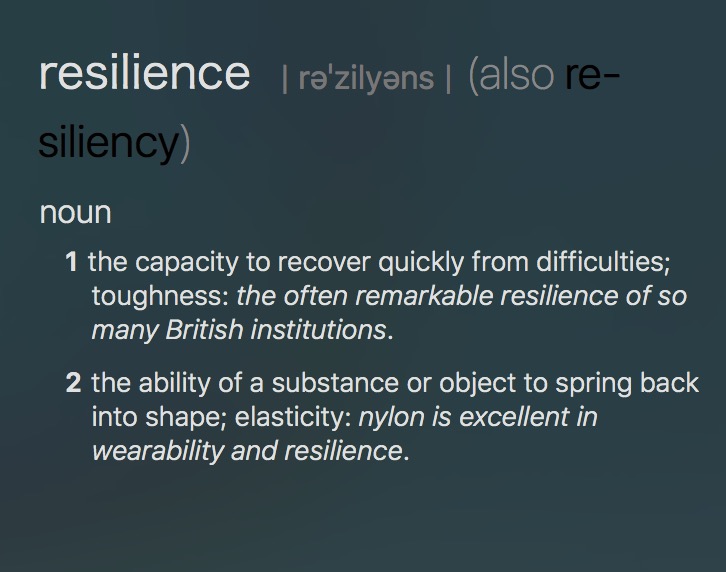 resilience | rəˈzilyəns | (also re-
siliency)
noun
1 the capacity to recover quickly from difficulties;
toughness: the often remarkable resilience of so
many British institutions.
2 the ability of a substance or object to spring back
into shape; elasticity: nylon is excellent in
wearability and resilience.